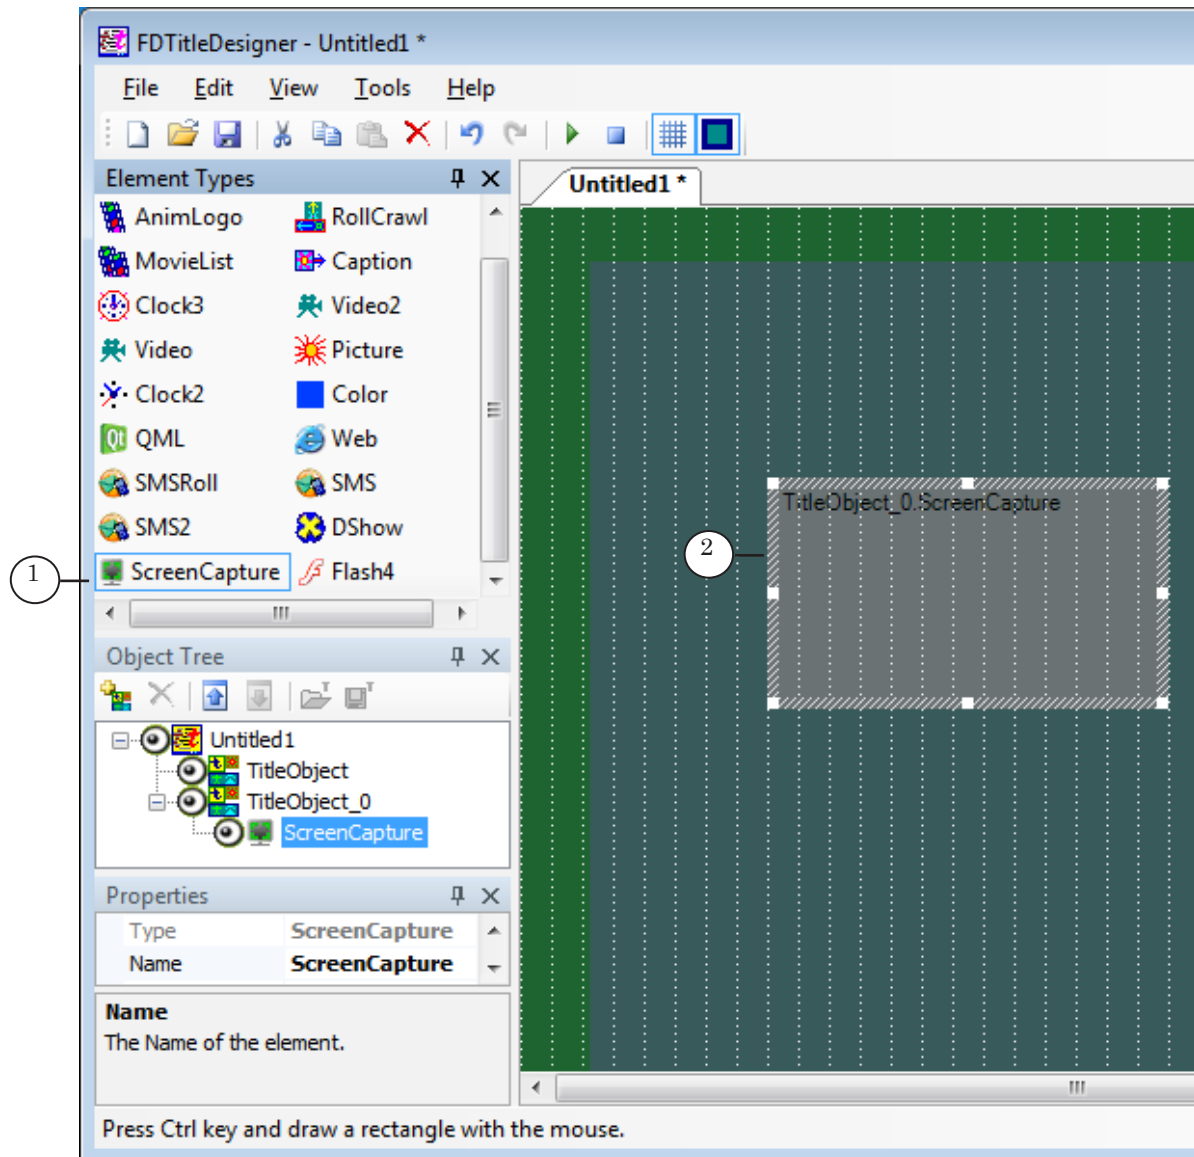 FDTitleDesigner - Untitled1 *
File Edit View Tools Help
Element Types
Untitled1 *
AnimLogo RollCrawl
MovieList Caption
Clock3 Video2
Video Picture
Clock2 Color
Qt QML Web
SMSRoll SMS
SMS2 DShow
TitleObject_0.ScreenCapture
2
1
ScreenCapture Flash4
Object Tree
Untitled1
TitleObject
TitleObject_0
ScreenCapture
Properties
Type ScreenCapture
Name ScreenCapture
Name
The Name of the element.
Press Ctrl key and draw a rectangle with the mouse.